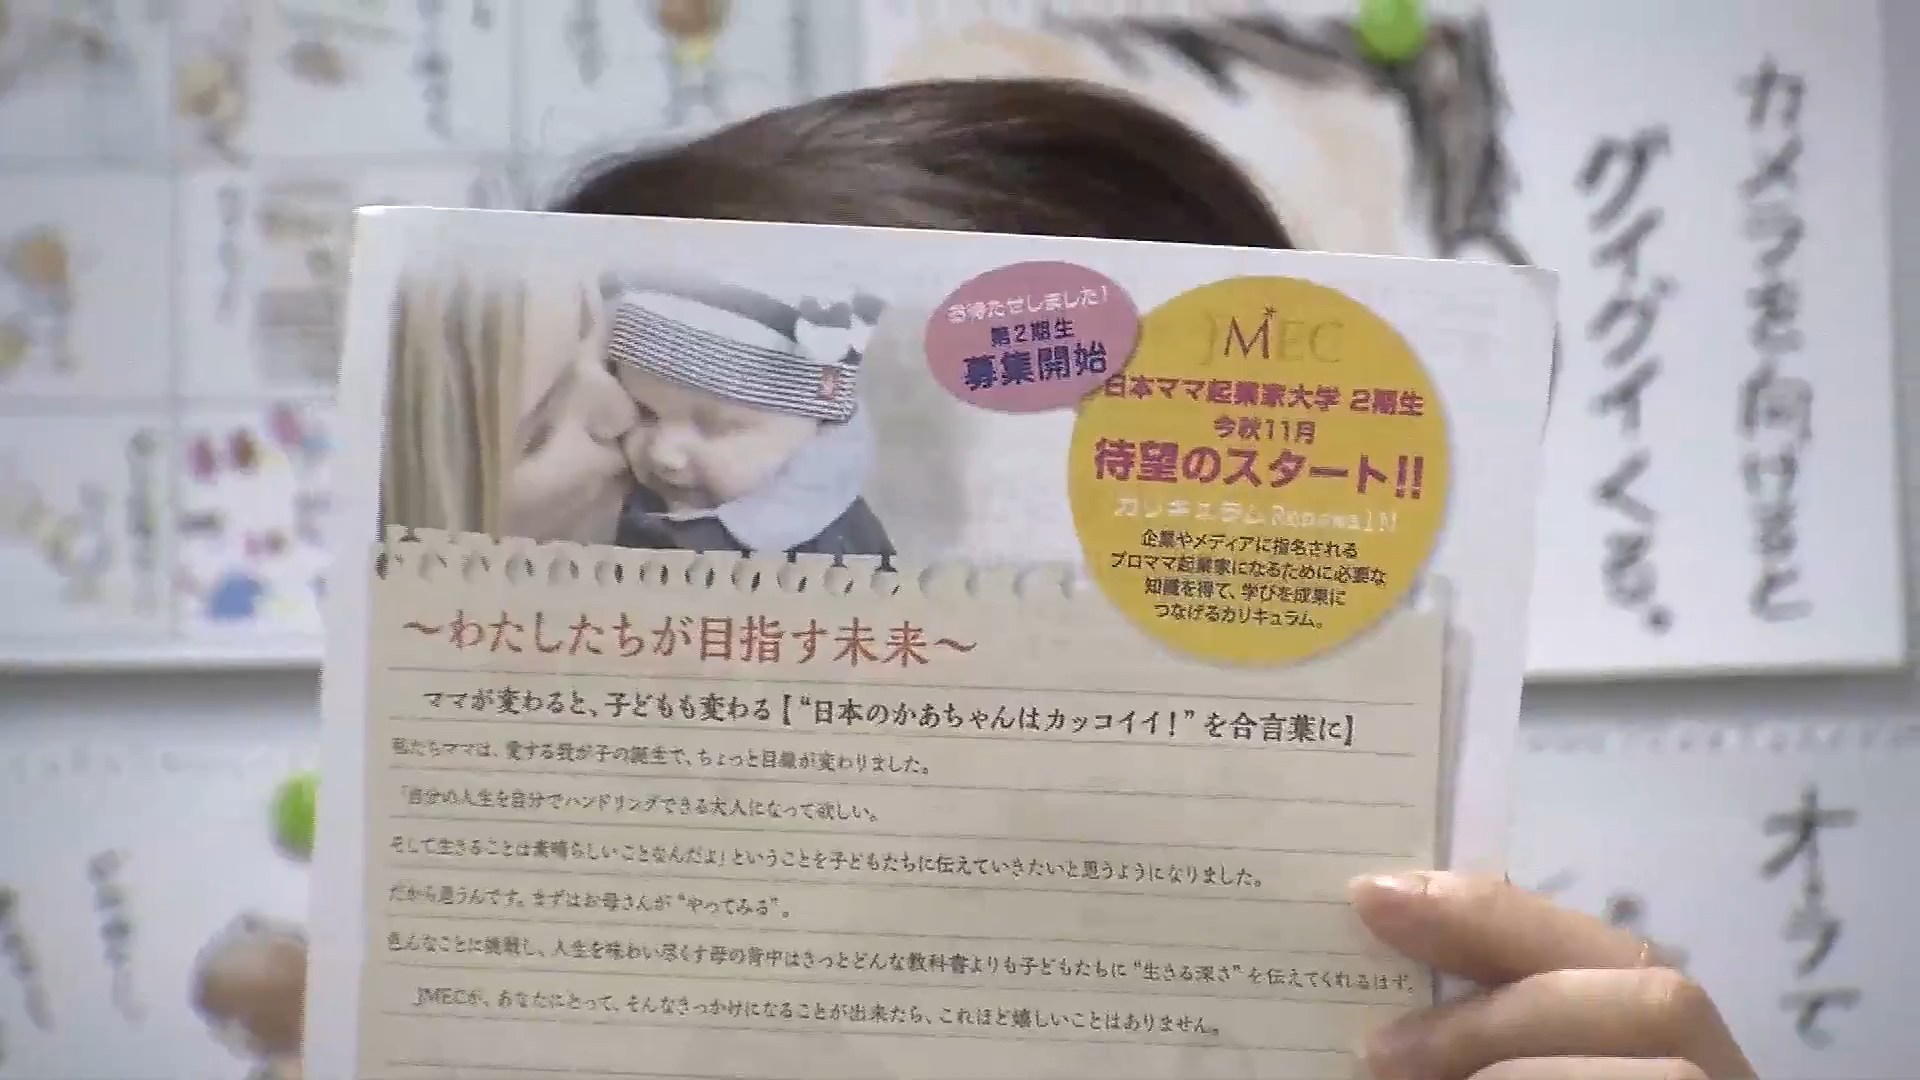 お待たせしました!
第2期生
募集開始
JMEC
日本ママ起業家大学 2期生
今秋11月
待望のスタート!!
カリキュラム
企業やメディアに指名される
プロママ起業家になるために必要な
知識を得て、学びを成果に
つなげるカリキュラム。
～わたしたちが目指す未来～
ママが変わると、子どもも変わる【“日本のかあちゃんはカッコイイ!”を合言葉に】
私たちママは、愛する我が子の誕生で、ちょっと目線が変わりました。
「自分の人生を自分でハンドリングできる大人になって欲しい。
そして生きることは素晴らしいことなんだよ」ということを子どもたちに伝えていきたいと思うようになりました。
だから思うんです。まずはお母さんが“やってみる”。
色んなことに挑戦し、人生を味わい尽くす母の背中はきっとどんな教科書よりも子どもたちに“生きる深さ”を伝えてくれるはず。
JMECが、あなたにとって、そんなきっかけになることが出来たら、これほど嬉しいことはありません。
カメラを向けると
グイグイくる。